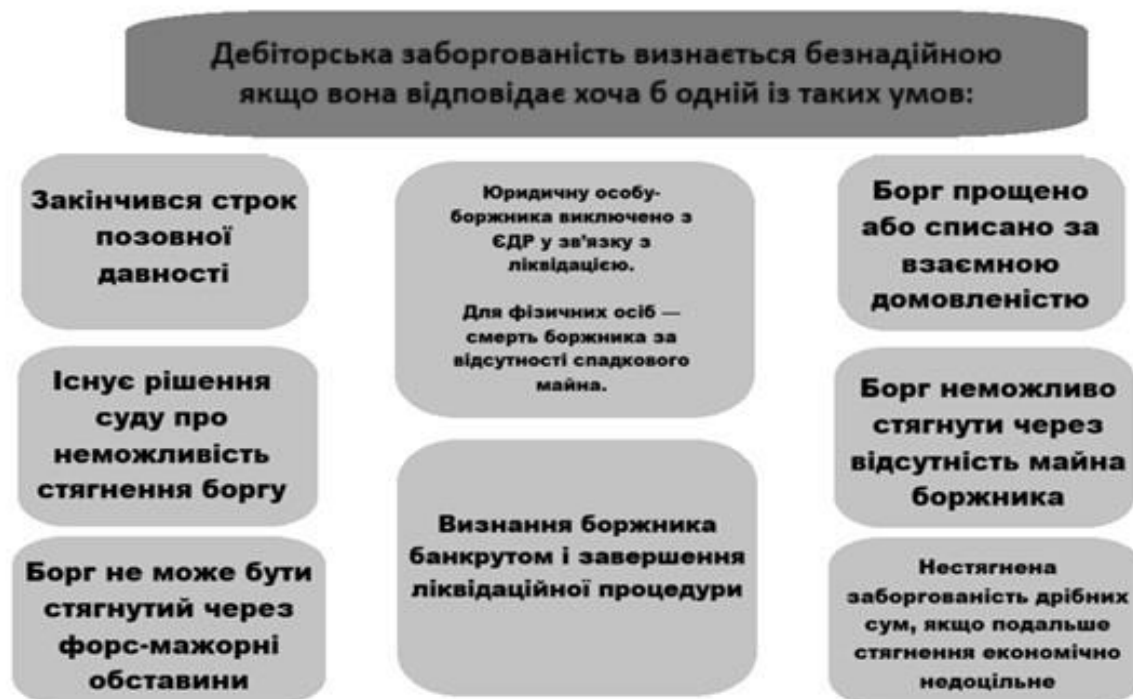 Дебіторська заборгованість визнається безнадійною
якщо вона відповідає хоча б одній із таких умов:
Закінчився строк
позовної
давності
Існує рішення
суду про
неможливість
стягнення боргу
Борг не може бути
стягнутий через
форс-мажорні
обставини
Юридичну особу-
боржника виключено з
ЄДР у зв'язку з
ліквідацією.
Для фізичних осіб —
смерть боржника за
відсутності спадкового
майна.
Визнання боржника
банкрутом і завершення
ліквідаційної процедури
Борг прощено
або списано за
взаємною
домовленістю
Борг неможливо
стягнути через
відсутність майна
боржника
Нестягнена
заборгованість дрібних
сум, якщо подальше
стягнення економічно
недоцільне